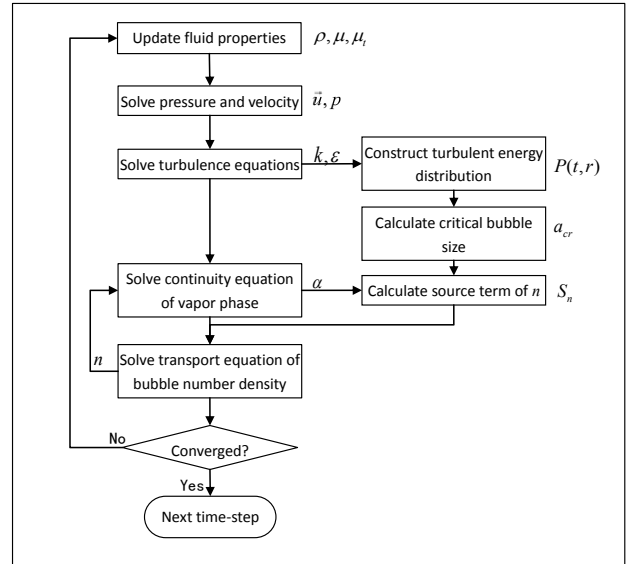 Update fluid properties
ρ, μ, μ_t
Solve pressure and velocity
u⃗, p
Solve turbulence equations
k, ε
Construct turbulent energy
distribution
P(t, r)
Calculate critical bubble
size
a_cr
Solve continuity equation
of vapor phase
α
Calculate source term of n
S_n
n
Solve transport equation of
bubble number density
No
Converged?
Yes
Next time-step